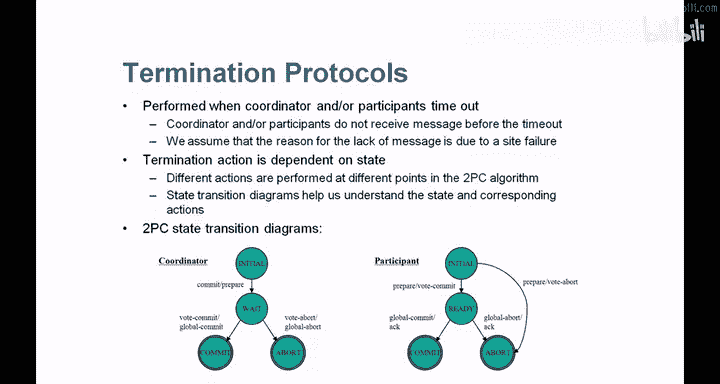 bilibili
Termination Protocols
• Performed when coordinator and/or participants time out
– Coordinator and/or participants do not receive message before the timeout
– We assume that the reason for the lack of message is due to a site failure
• Termination action is dependent on state
– Different actions are performed at different points in the 2PC algorithm
– State transition diagrams help us understand the state and corresponding
actions
• 2PC state transition diagrams:
Coordinator
INITIAL
commit/prepare
WAIT
vote-commit/
global-commit
vote-abort/
global-abort
COMMIT
ABORT
Participant
INITIAL
prepare/vote-commit
prepare/vote-abort
READY
global-commit/
ack
global-abort/
ack
COMMIT
ABORT